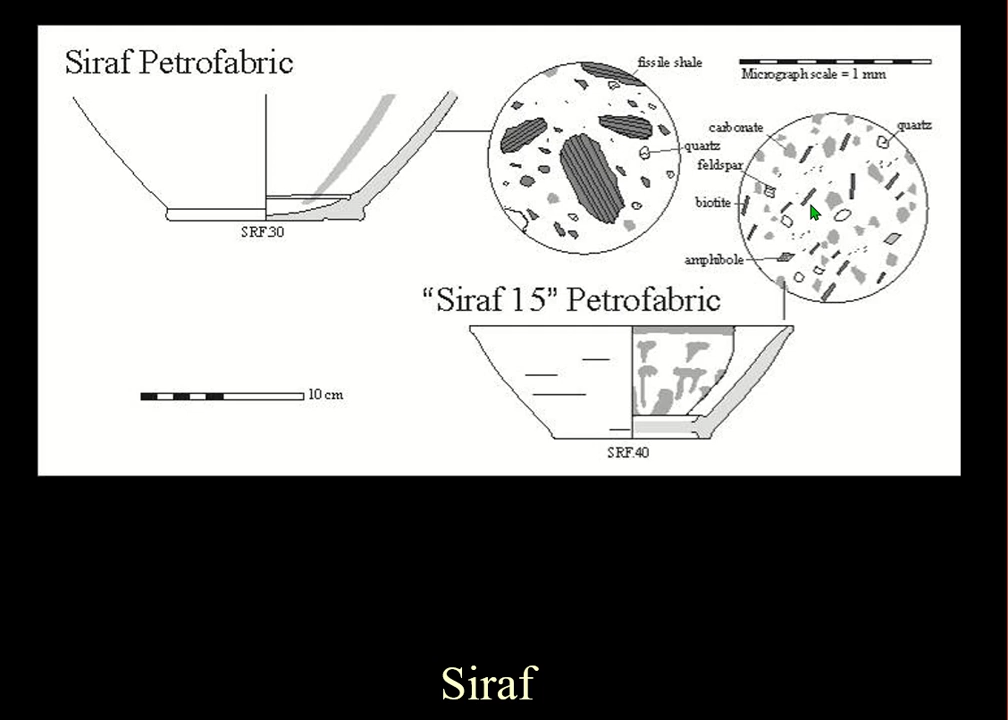 Siraf Petrofabric
fissile shale
Micrograph scale = 1 mm
quartz
carbonate
quartz
feldspar
biotite
amphibole
SRF.30
“Siraf 15” Petrofabric
10 cm
SRF.40
Siraf